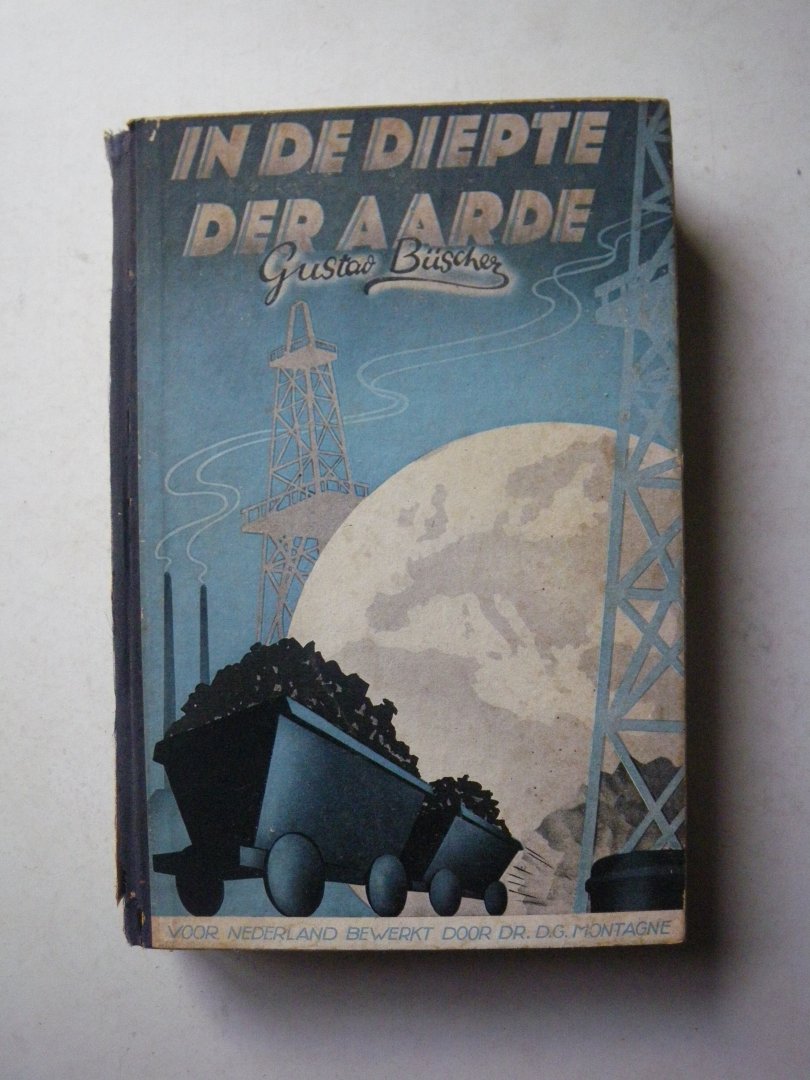 IN DE DIEPTE
DER AARDE
Gustav Büscher
VOOR NEDERLAND BEWERKT DOOR DR. D.G. MONTAGNE